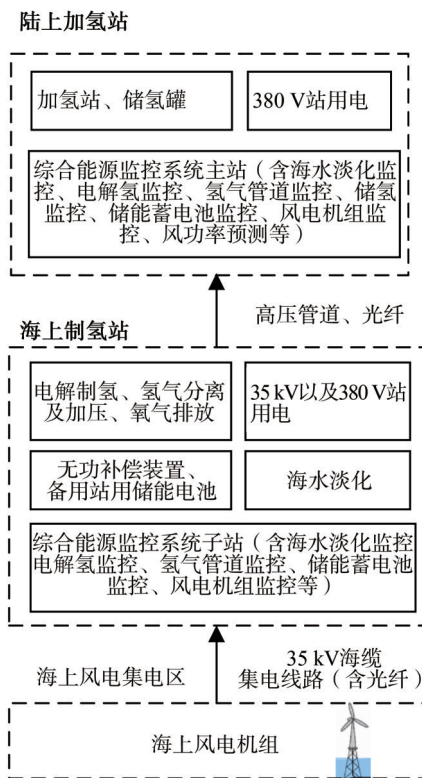 陆上加氢站
加氢站、储氢罐
380 V站用电
综合能源监控系统主站（含海水淡化监
控、电解氢监控、氢气管道监控、储氢
监控、储能蓄电池监控、风电机组监
控、风功率预测等）
高压管道、光纤
海上制氢站
电解制氢、氢气分离
及加压、氧气排放
35 kV以及380 V站
用电
无功补偿装置、
备用站用储能电池
海水淡化
综合能源监控系统子站（含海水淡化监控
电解氢监控、氢气管道监控、储能蓄电池
监控、风电机组监控等）
海上风电集电区
35 kV海缆
集电线路（含光纤）
海上风电机组